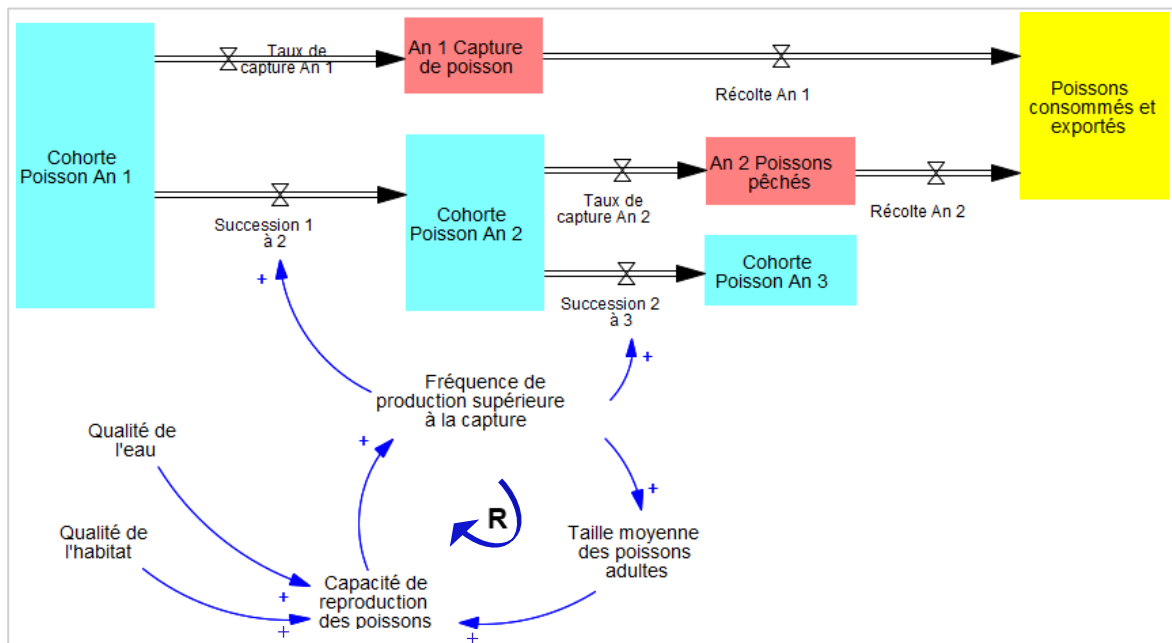 Taux de
capture An 1
An 1 Capture
de poisson
Récolte An 1
Poissons
consommés et
exportés
Cohorte
Poisson An 1
Succession 1
à 2
+
Cohorte
Poisson An 2
Taux de
capture An 2
An 2 Poissons
pêchés
Récolte An 2
Cohorte
Poisson An 3
Succession 2
à 3
+
Fréquence de
production supérieure
à la capture
+
Qualité de
l'eau
+
R
Qualité de
l'habitat
Taille moyenne
des poissons
adultes
Capacité de
reproduction
des poissons
+
+
+
+